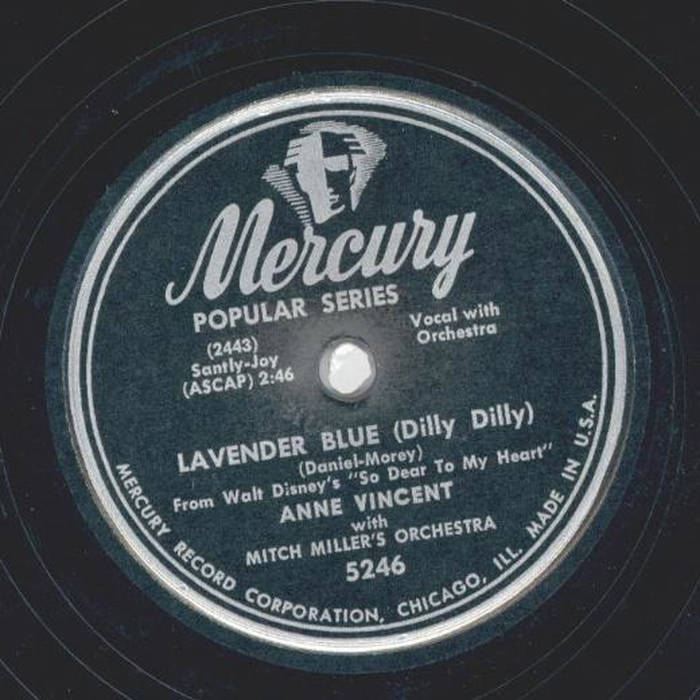 Mercury
POPULAR SERIES
Vocal with
Orchestra
(2443)
Santly-Joy
(ASCAP) 2:46
LAVENDER BLUE (Dilly Dilly)
(Daniel-Morey)
From Walt Disney's "So Dear To My Heart"
ANNE VINCENT
with
MITCH MILLER'S ORCHESTRA
5246
MERCURY RECORD CORPORATION, CHICAGO, ILL. MADE IN U.S.A.